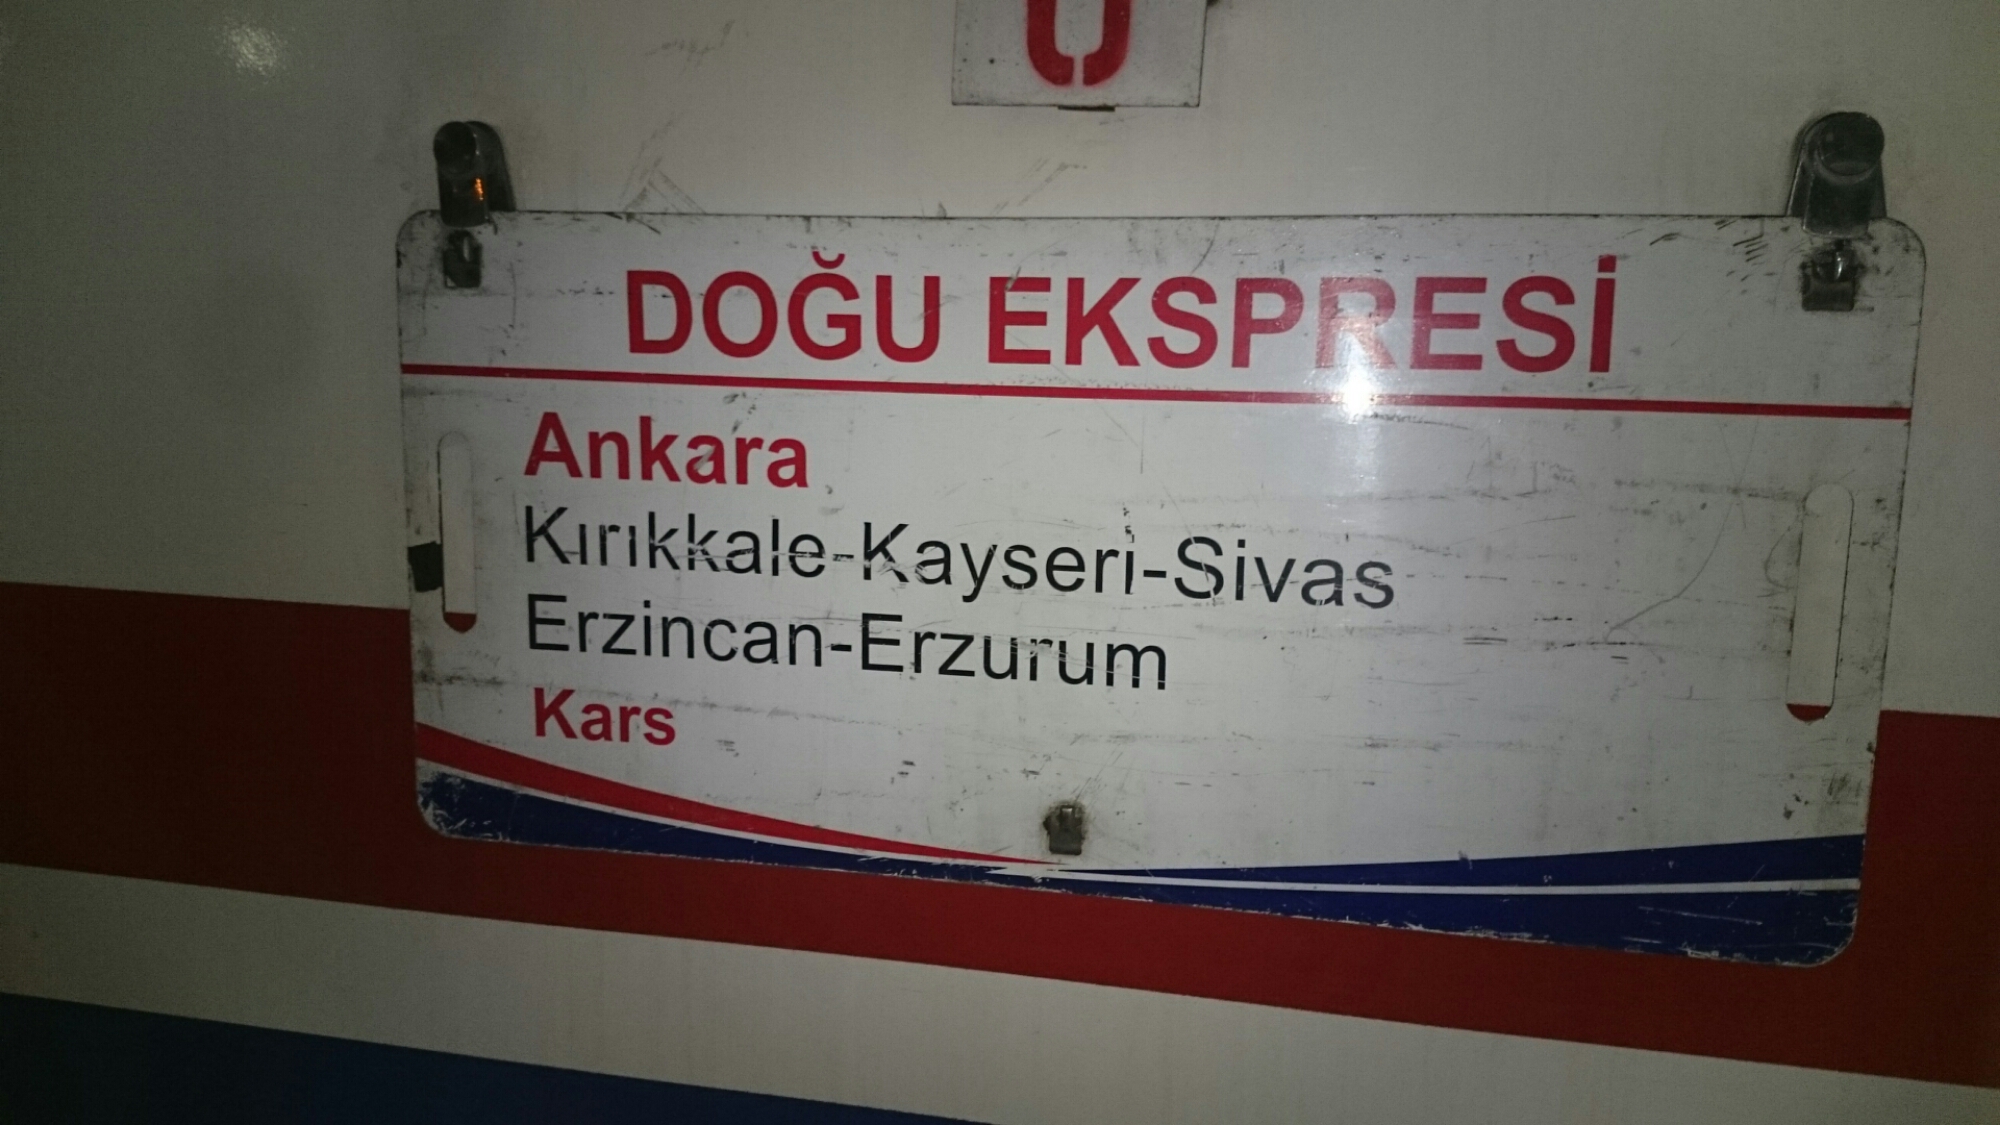 DOĞU EKSPRESİ
Ankara
Kırıkkale-Kayseri-Sivas
Erzincan-Erzurum
Kars